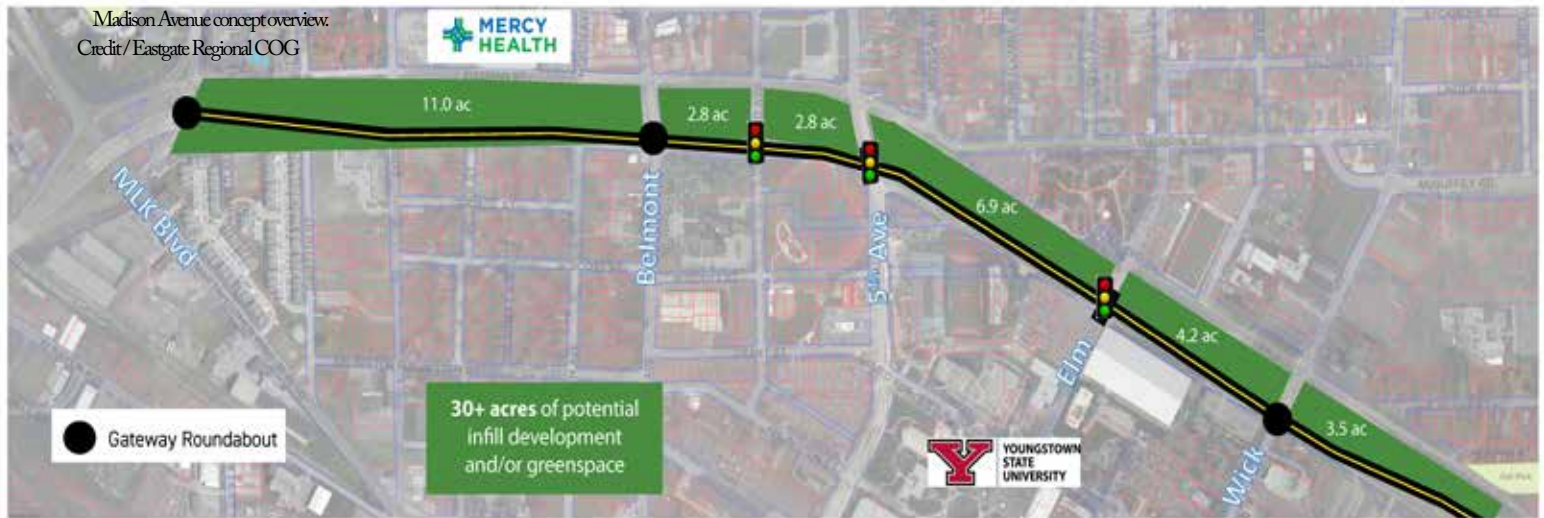 Madison Avenue concept overview.
Credit / Eastgate Regional COG
MERCY
HEALTH
11.0 ac
2.8 ac
2.8 ac
6.9 ac
4.2 ac
3.5 ac
MLK Blvd
Belmont
5th Ave
Elm
Wick
Gateway Roundabout
30+ acres of potential
infill development
and/or greenspace
Y
YOUNGSTOWN
STATE
UNIVERSITY